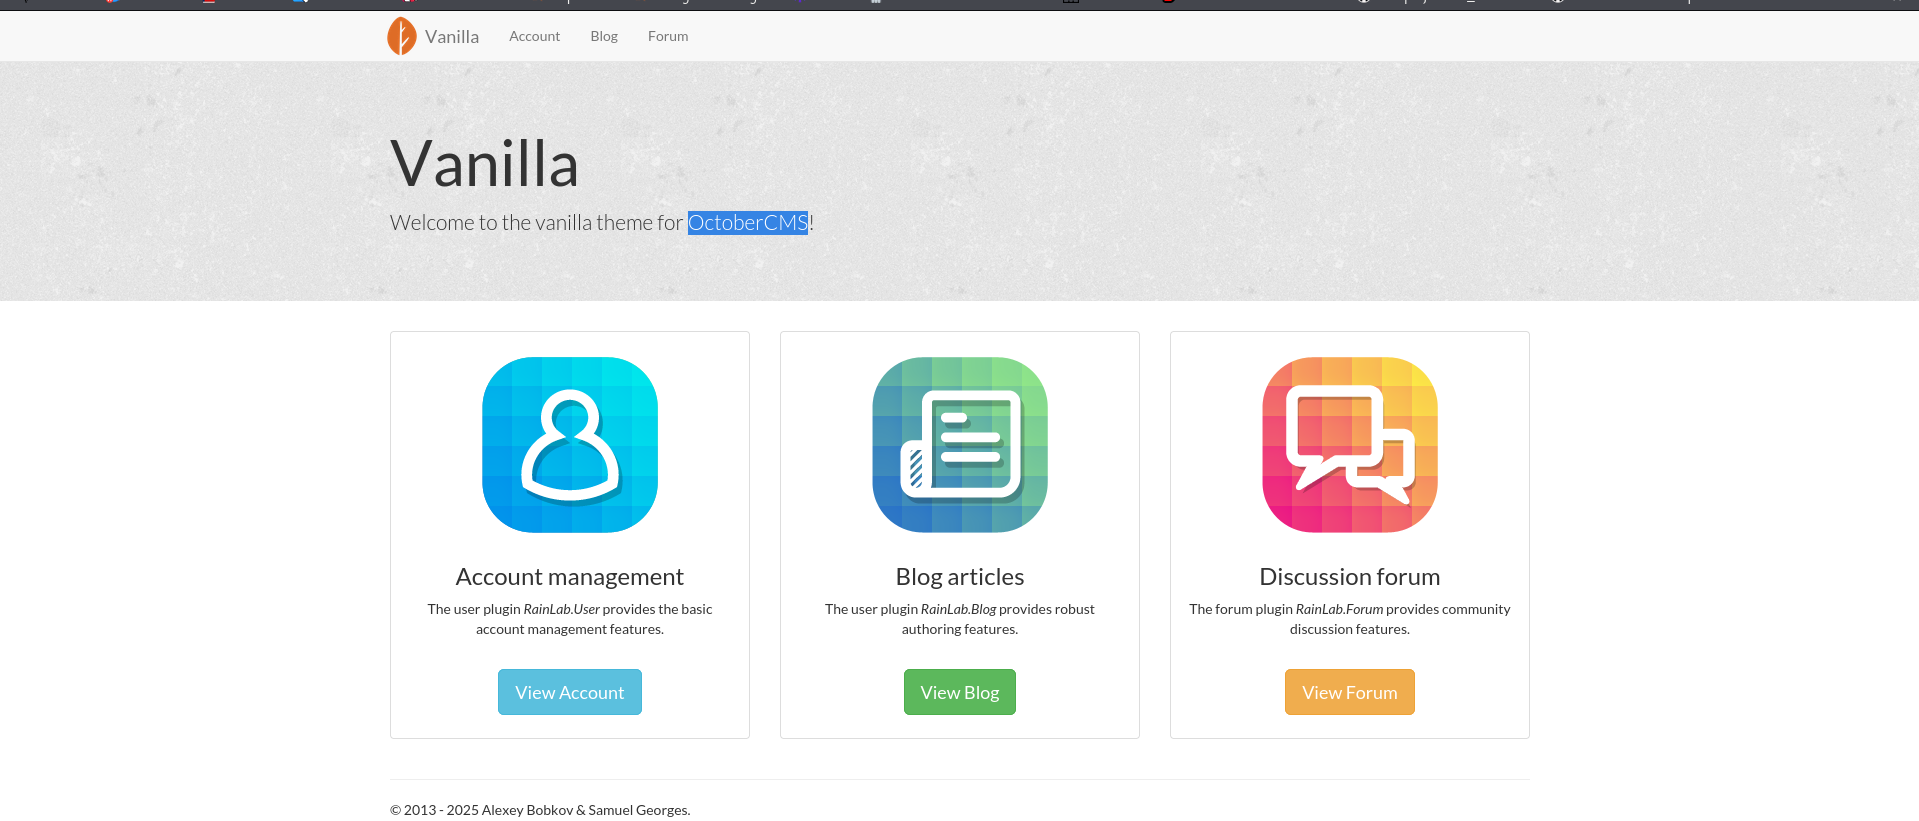 Vanilla Account Blog Forum
Vanilla
Welcome to the vanilla theme for OctoberCMS!
Account management
The user plugin RainLab.User provides the basic
account management features.
View Account
Blog articles
The user plugin RainLab.Blog provides robust
authoring features.
View Blog
Discussion forum
The forum plugin RainLab.Forum provides community
discussion features.
View Forum
© 2013 - 2025 Alexey Bobkov & Samuel Georges.